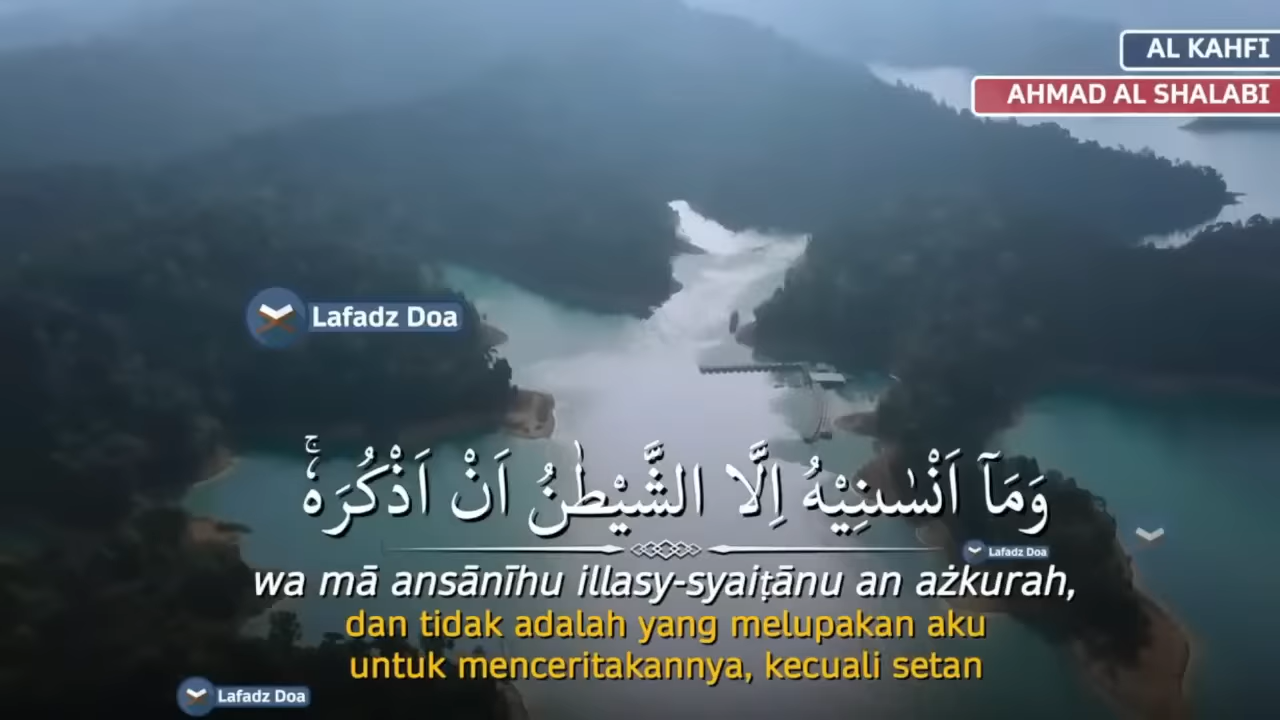 AL KAHFI
AHMAD AL SHALABI
Lafadz Doa
وَمَآ اَنْسٰىنِيْهُ اِلَّا الشَّيْطٰنُ اَنْ اَذْكُرَهٗۚ
Lafadz Doa
wa mā ansānīhu illasy-syaiṭānu an ażkurah,
dan tidak adalah yang melupakan aku
untuk menceritakannya, kecuali setan
Lafadz Doa